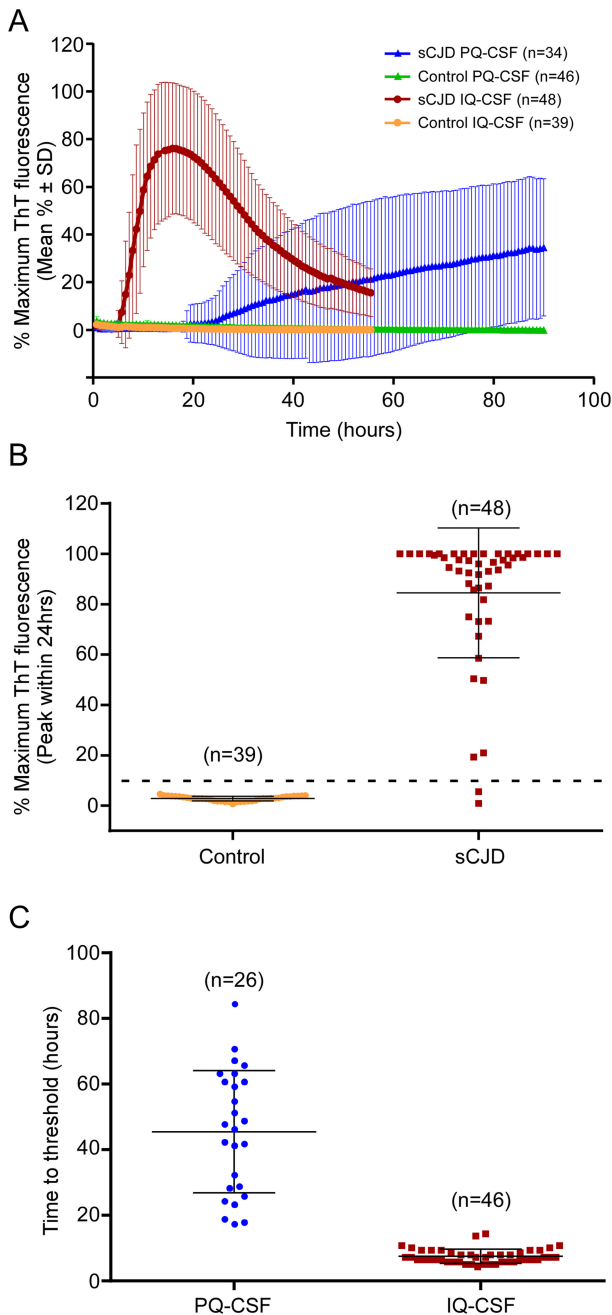 A
% Maximum ThT fluorescence
(Mean % ± SD)
120
100
80
60
40
20
0
0
20
40
60
80
100
Time (hours)
sCJD PQ-CSF (n=34)
Control PQ-CSF (n=46)
sCJD IQ-CSF (n=48)
Control IQ-CSF (n=39)
B
% Maximum ThT fluorescence
(Peak within 24hrs)
120
100
80
60
40
20
0
(n=39)
(n=48)
Control
sCJD
C
Time to threshold (hours)
100
80
60
40
20
0
(n=26)
(n=46)
PQ-CSF
IQ-CSF